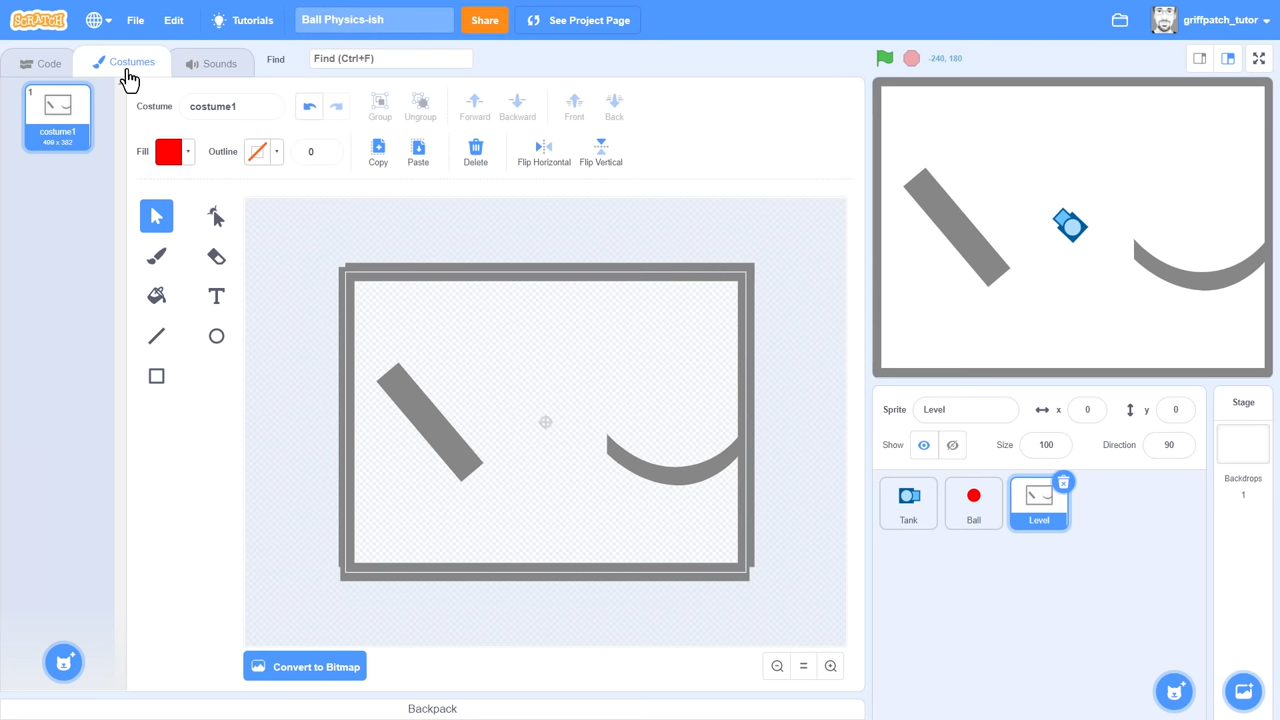 SCRATCH File Edit Tutorials Ball Physics-ish Share See Project Page griffpatch_tutor
Code Costumes Sounds Find Find (Ctrl+F) -240, 180
1
costume1
499 x 382
Costume costume1 Group Ungroup Forward Backward Front Back
Fill Outline 0 Copy Paste Delete Flip Horizontal Flip Vertical
T
Convert to Bitmap
Backpack
Sprite Level x 0 y 0
Show Size 100 Direction 90
Tank Ball Level
Stage
Backdrops
1